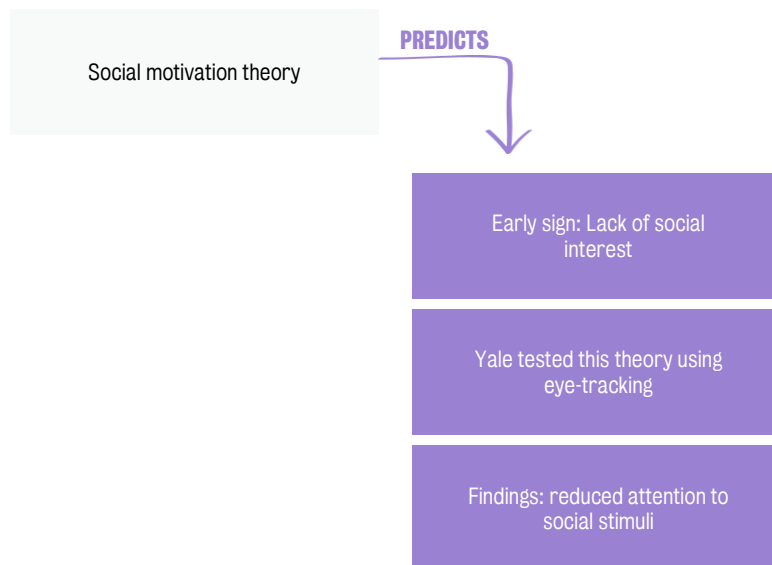 PREDICTS
Social motivation theory
Early sign: Lack of social
interest
Yale tested this theory using
eye-tracking
Findings: reduced attention to
social stimuli